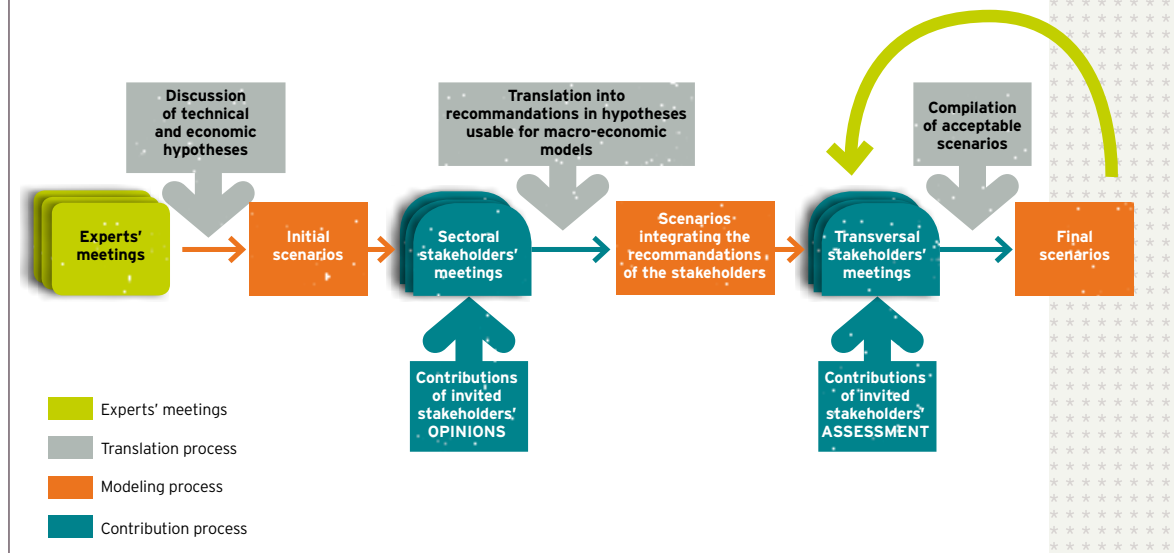 Discussion
of technical
and economic
hypotheses
Translation into
recommandations in hypotheses
usable for macro-economic
models
Compilation
of acceptable
scenarios
Experts'
meetings
Initial
scenarios
Sectoral
stakeholders'
meetings
Scenarios
integrating the
recommandations
of the stakeholders
Transversal
stakeholders'
meetings
Final
scenarios
Contributions
of invited
stakeholders'
OPINIONS
Contributions
of invited
stakeholders'
ASSESSMENT
Experts' meetings
Translation process
Modeling process
Contribution process